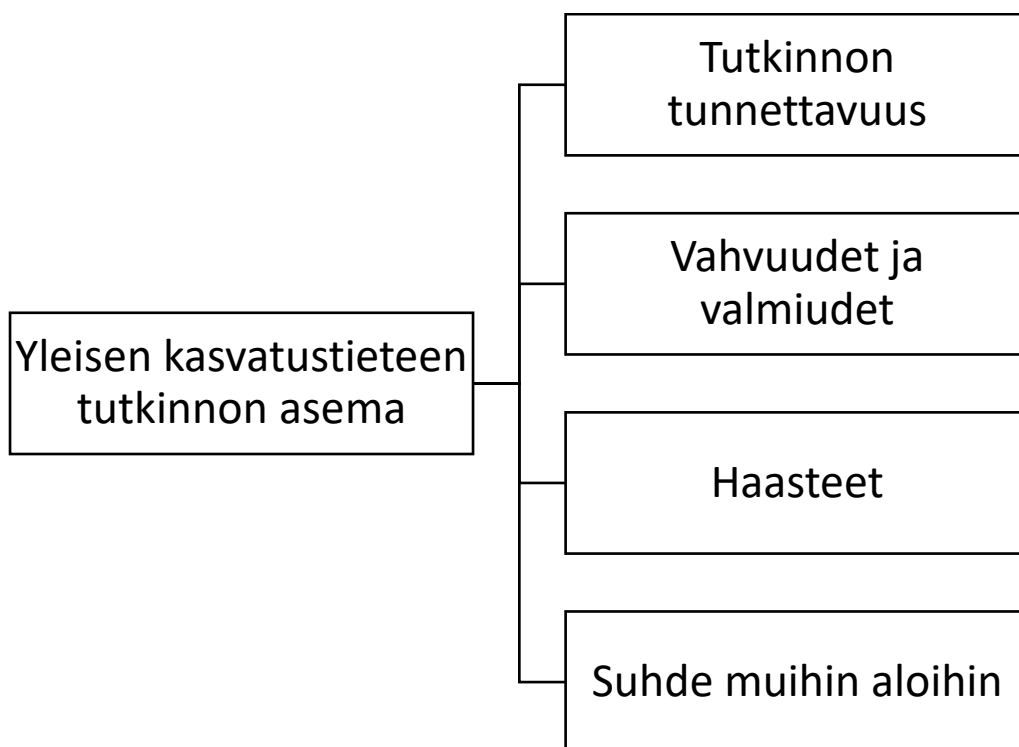 Tutkinnon
tunnettavuus
Vahvuudet ja
valmiudet
Yleisen kasvatustieteen
tutkinnon asema
Haasteet
Suhde muihin aloihin